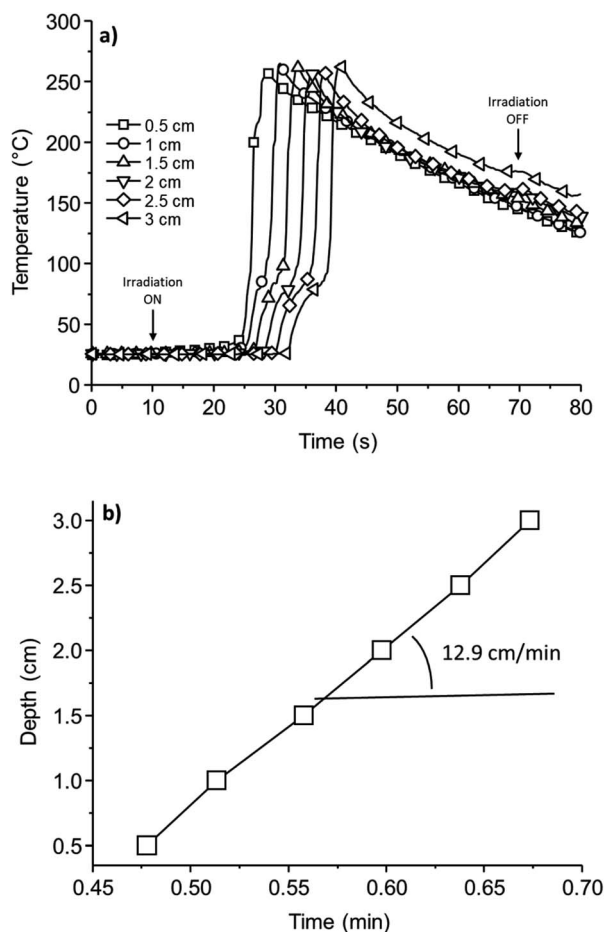 a)
300
250
200
150
100
50
0
Temperature (°C)
0.5 cm
1 cm
1.5 cm
2 cm
2.5 cm
3 cm
Irradiation
ON
Irradiation
OFF
0 10 20 30 40 50 60 70 80
Time (s)
b)
3.0
2.5
2.0
1.5
1.0
0.5
Depth (cm)
12.9 cm/min
0.45 0.50 0.55 0.60 0.65 0.70
Time (min)